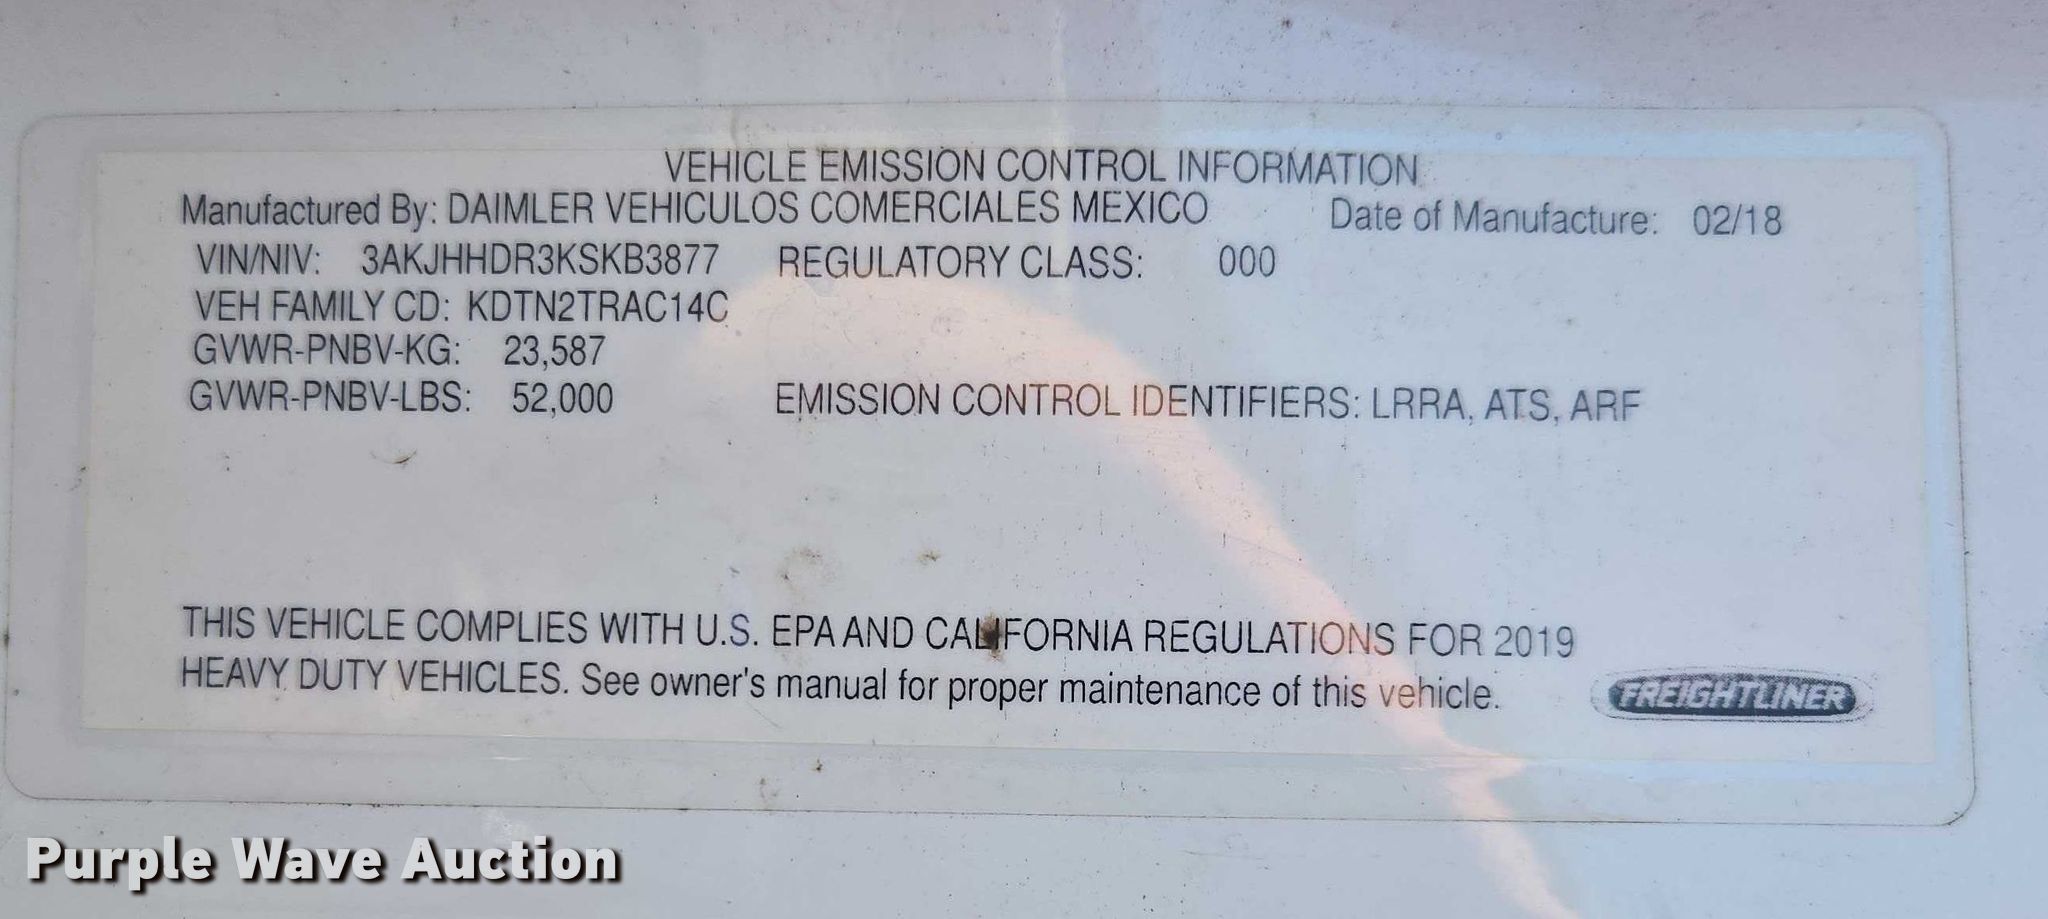 VEHICLE EMISSION CONTROL INFORMATION
Manufactured By: DAIMLER VEHICULOS COMERCIALES MEXICO Date of Manufacture: 02/18
VIN/NIV: 3AKJHHDR3KSKB3877 REGULATORY CLASS: 000
VEH FAMILY CD: KDTN2TRAC14C
GVWR-PNBV-KG: 23,587
GVWR-PNBV-LBS: 52,000 EMISSION CONTROL IDENTIFIERS: LRRA, ATS, ARF
THIS VEHICLE COMPLIES WITH U.S. EPA AND CALIFORNIA REGULATIONS FOR 2019
HEAVY DUTY VEHICLES. See owner's manual for proper maintenance of this vehicle.
FREIGHTLINER
Purple Wave Auction